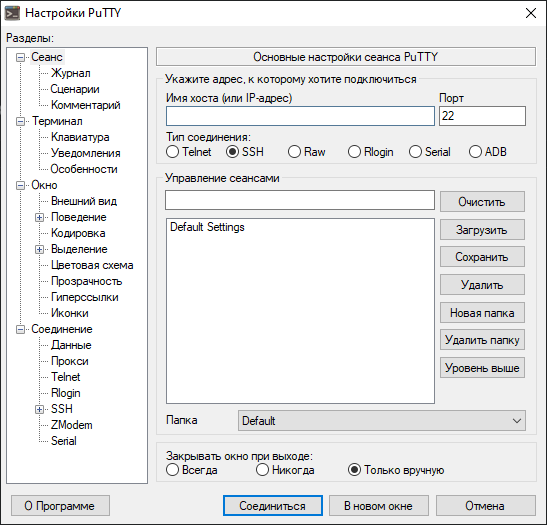 Настройки PuTTY
Разделы:
Сеанс
Журнал
Сценарии
Комментарий
Терминал
Клавиатура
Уведомления
Особенности
Окно
Внешний вид
Поведение
Кодировка
Выделение
Цветовая схема
Прозрачность
Гиперссылки
Иконки
Соединение
Данные
Прокси
Telnet
Rlogin
SSH
ZModem
Serial
Основные настройки сеанса PuTTY
Укажите адрес, к которому хотите подключиться
Имя хоста (или IP-адрес) Порт
22
Тип соединения:
Telnet SSH Raw Rlogin Serial ADB
Управление сеансами
Default Settings
Очистить
Загрузить
Сохранить
Удалить
Новая папка
Удалить папку
Уровень выше
Папка Default
Закрывать окно при выходе:
Всегда Никогда Только вручную
О Программе Соединиться В новом окне Отмена